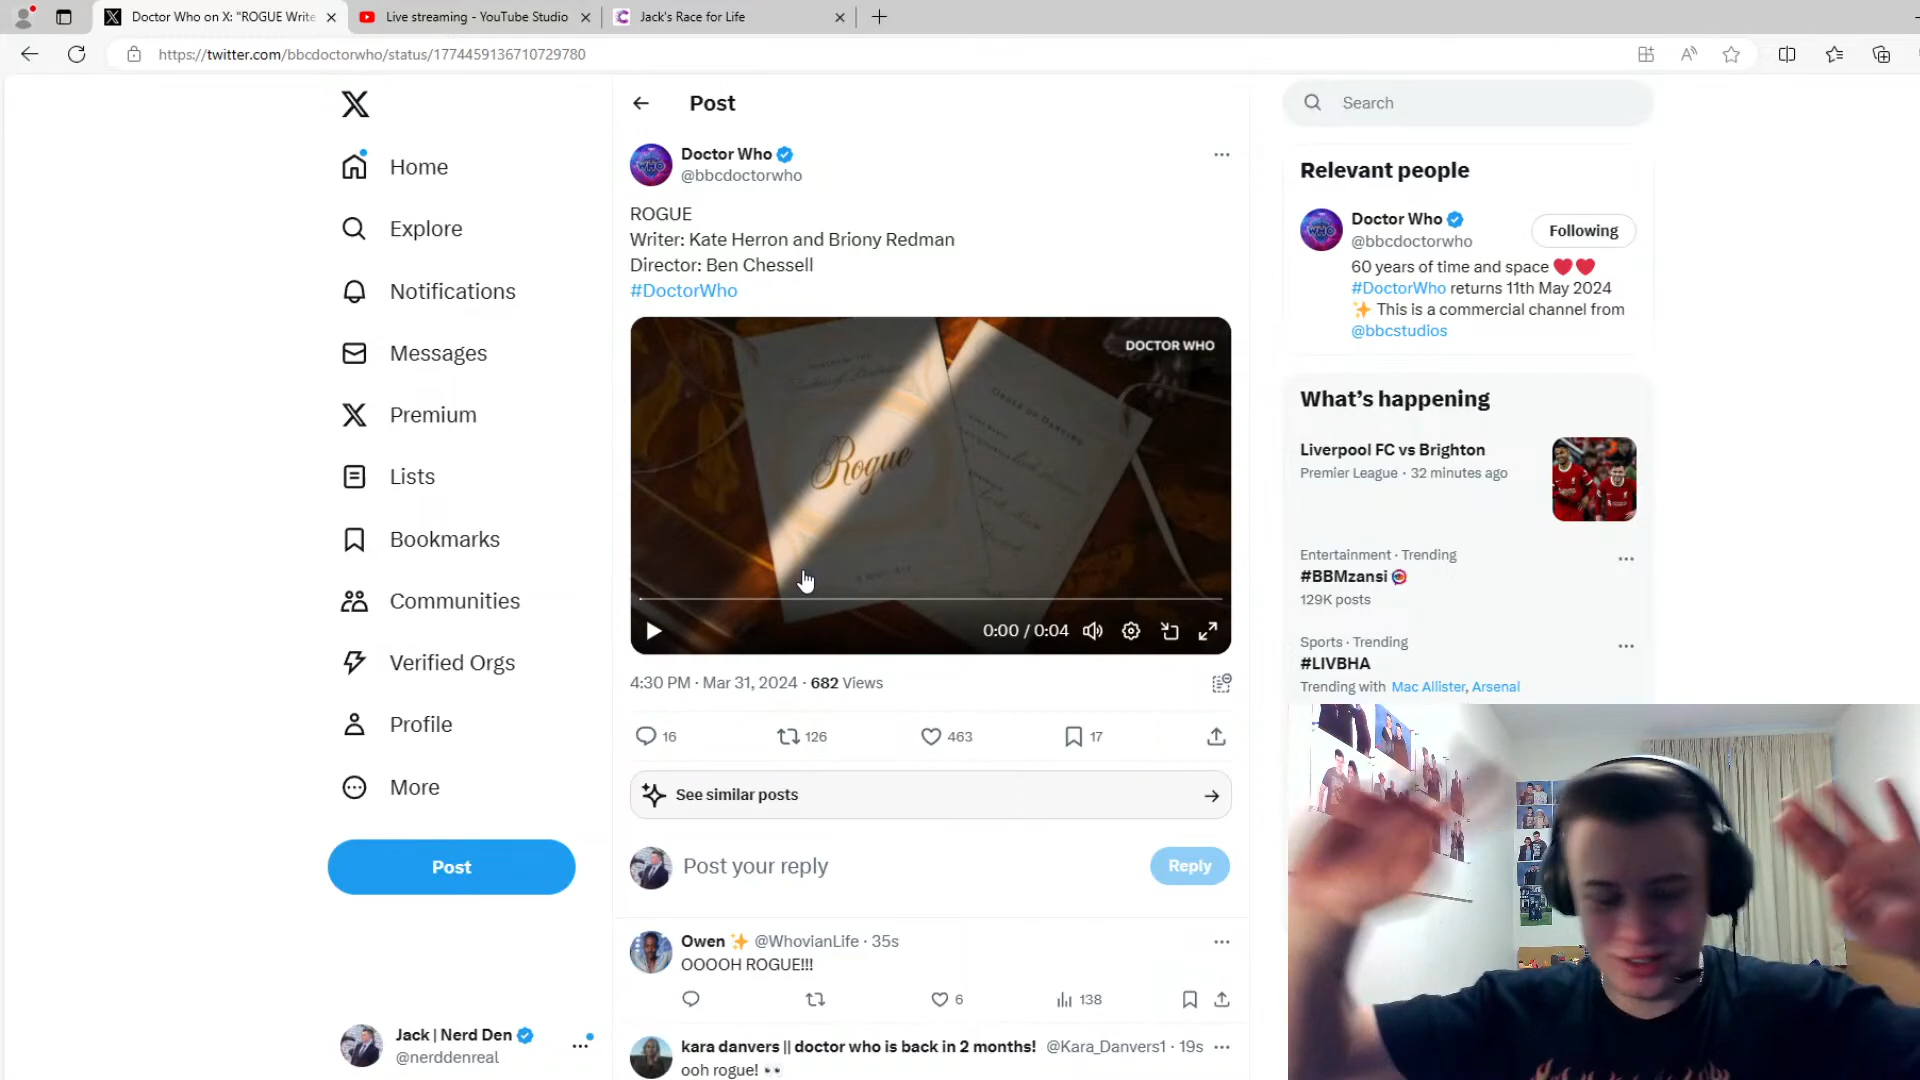 Doctor Who on X: "ROGUE Write
Live streaming - YouTube Studio
Jack's Race for Life
https://twitter.com/bbcdoctorwho/status/1774459136710729780
Home
Explore
Notifications
Messages
Premium
Lists
Bookmarks
Communities
Verified Orgs
Profile
More
Post
Jack | Nerd Den
@nerddenreal
Post
Doctor Who
@bbcdoctorwho
ROGUE
Writer: Kate Herron and Briony Redman
Director: Ben Chessell
#DoctorWho
DOCTOR WHO
Order of Dancing
Rogue
0:00 / 0:04
4:30 PM · Mar 31, 2024 · 682 Views
16
126
463
17
See similar posts
Post your reply
Reply
Owen ✨ @WhovianLife · 35s
OOOOH ROGUE!!!
6
138
kara danvers || doctor who is back in 2 months! @Kara_Danvers1 · 19s
ooh rogue! 👀
Search
Relevant people
Doctor Who
@bbcdoctorwho
Following
60 years of time and space ❤️❤️
#DoctorWho returns 11th May 2024
✨ This is a commercial channel from
@bbcstudios
What's happening
Liverpool FC vs Brighton
Premier League · 32 minutes ago
Entertainment · Trending
#BBMzansi
129K posts
Sports · Trending
#LIVBHA
Trending with Mac Allister, Arsenal